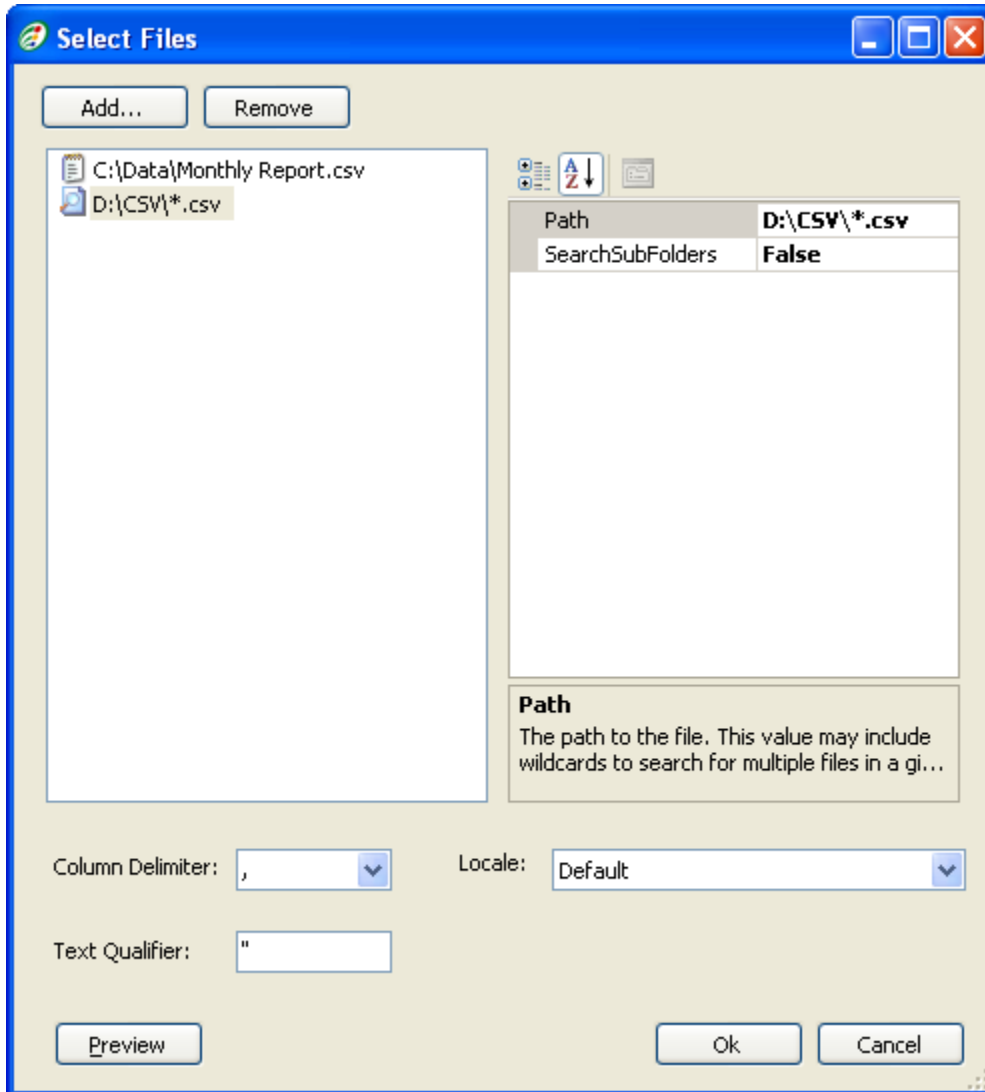 Select Files
Add...
Remove
C:\Data\Monthly Report.csv
D:\CSV\*.csv
A
Z
Path D:\CSV\*.csv
SearchSubFolders False
Path
The path to the file. This value may include
wildcards to search for multiple files in a gi...
Column Delimiter: ,
Locale: Default
Text Qualifier: "
Preview
Ok
Cancel